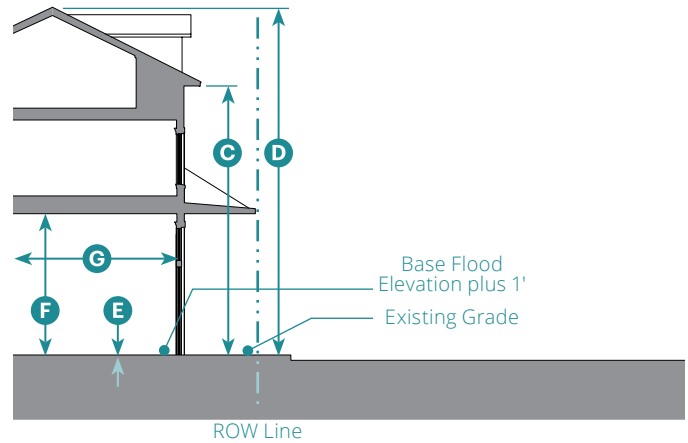 C
D
G
F
E
Base Flood
Elevation plus 1'
Existing Grade
ROW Line